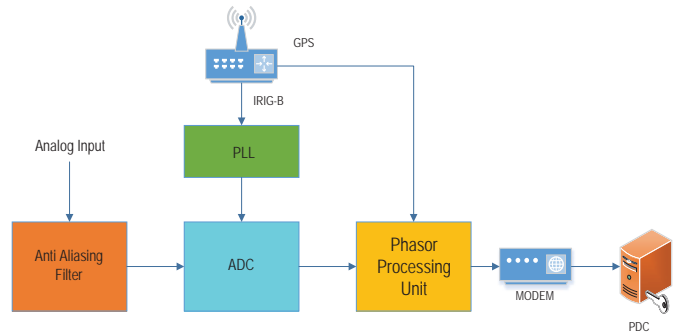 GPS
IRIG-B
Analog Input
PLL
Anti Aliasing
Filter
ADC
Phasor
Processing
Unit
MODEM
PDC